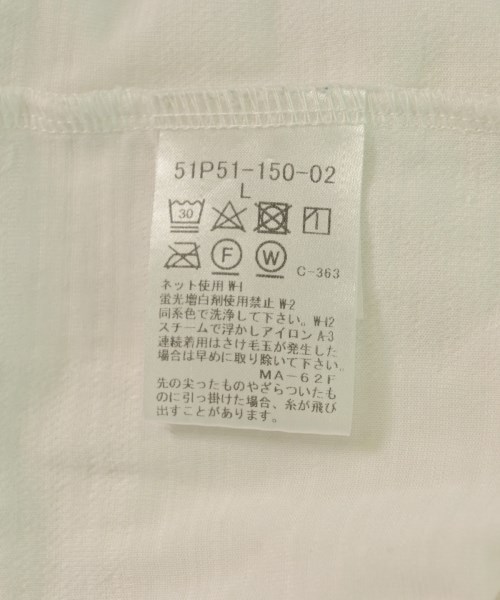 51P51-150-02
L
30
F W C-363
ネット使用 W-1
蛍光増白剤使用禁止 W-2
同系色で洗浄して下さい。W-12
スチームで浮かしアイロン A-3
連続着用はさけ毛玉が発生した
場合は早めに取り除いて下さい。
MA-62F
先の尖ったものやざらついたも
のに引っ掛けた場合、糸が飛び
出すことがあります。